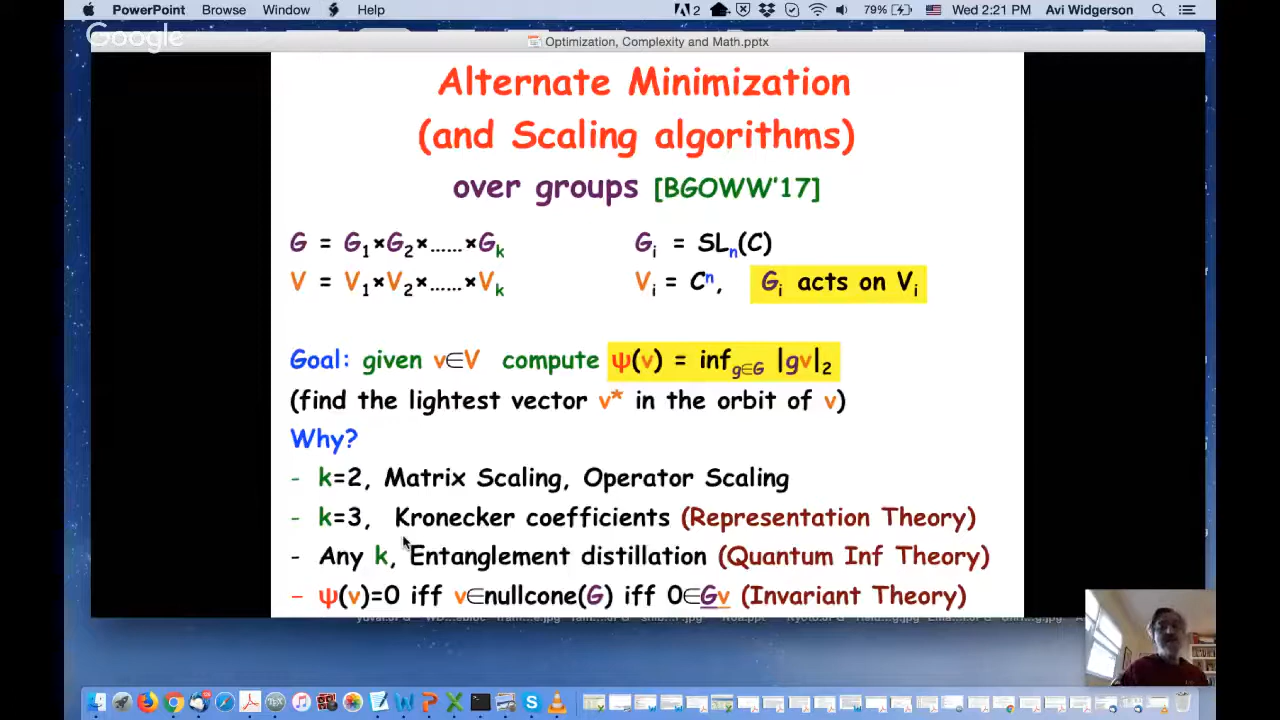 PowerPoint Browse Window Help 2 79% Wed 2:21 PM Avi Widgerson
Google
Optimization, Complexity and Math.pptx
Alternate Minimization
(and Scaling algorithms)
over groups [BGOWW'17]
G = G1×G2×......×Gk Gi = SLn(C)
V = V1×V2×......×Vk Vi = Cⁿ, Gi acts on Vi
Goal: given v∈V compute ψ(v) = infg∈G |gv|2
(find the lightest vector v* in the orbit of v)
Why?
- k=2, Matrix Scaling, Operator Scaling
- k=3, Kronecker coefficients (Representation Theory)
- Any k, Entanglement distillation (Quantum Inf Theory)
- ψ(v)=0 iff v∈nullcone(G) iff 0∈Gv (Invariant Theory)